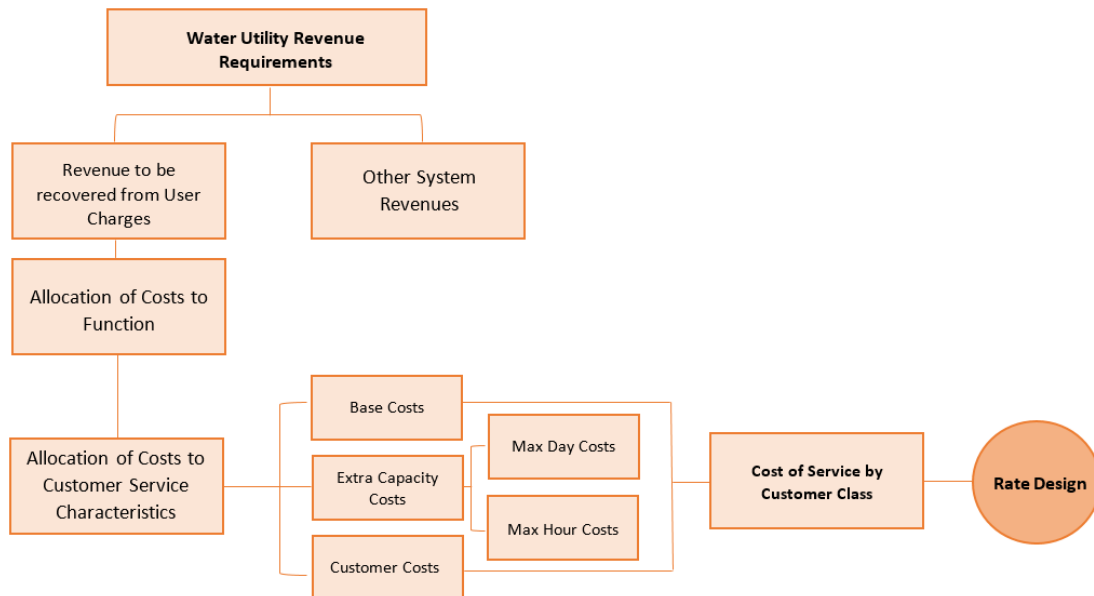 Water Utility Revenue
Requirements
Revenue to be
recovered from User
Charges
Other System
Revenues
Allocation of Costs to
Function
Allocation of Costs to
Customer Service
Characteristics
Base Costs
Extra Capacity
Costs
Customer Costs
Max Day Costs
Max Hour Costs
Cost of Service by
Customer Class
Rate Design